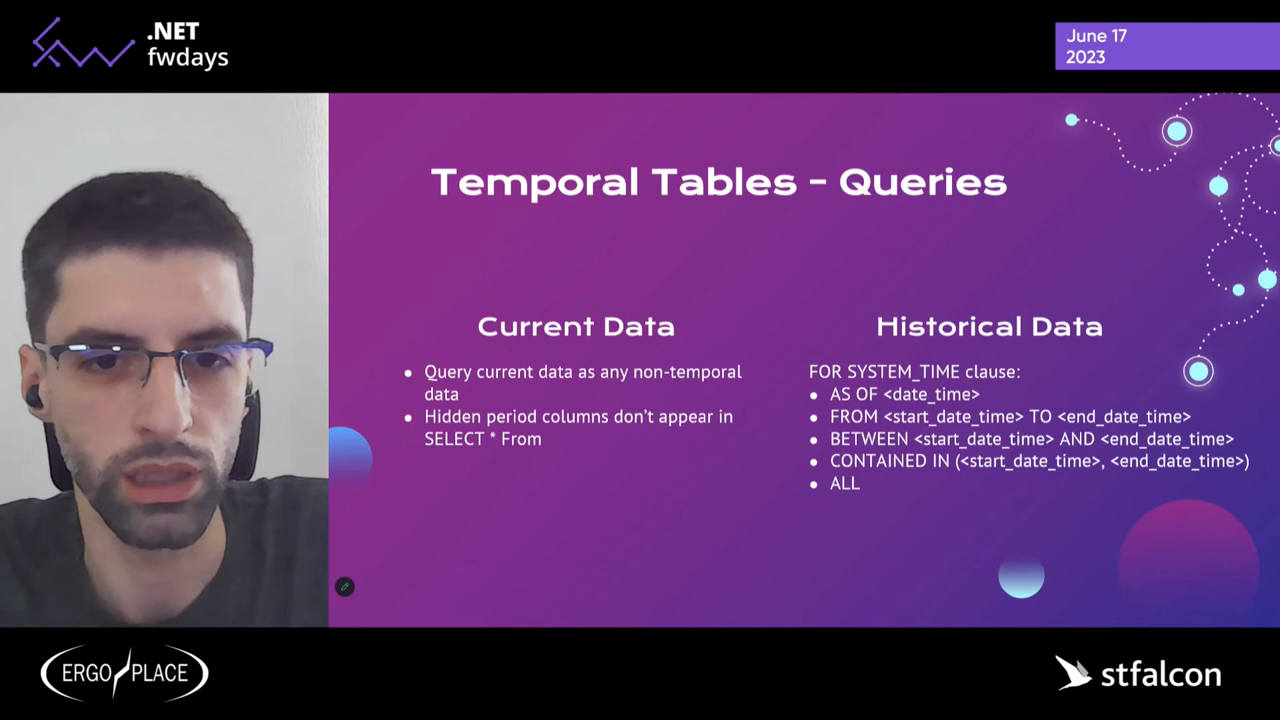 .NET
fwdays
June 17
2023
Temporal Tables - Queries
Current Data
• Query current data as any non-temporal
data
• Hidden period columns don't appear in
SELECT * From
Historical Data
FOR SYSTEM_TIME clause:
• AS OF <date_time>
• FROM <start_date_time> TO <end_date_time>
• BETWEEN <start_date_time> AND <end_date_time>
• CONTAINED IN (<start_date_time>, <end_date_time>)
• ALL
ERGO PLACE
stfalcon